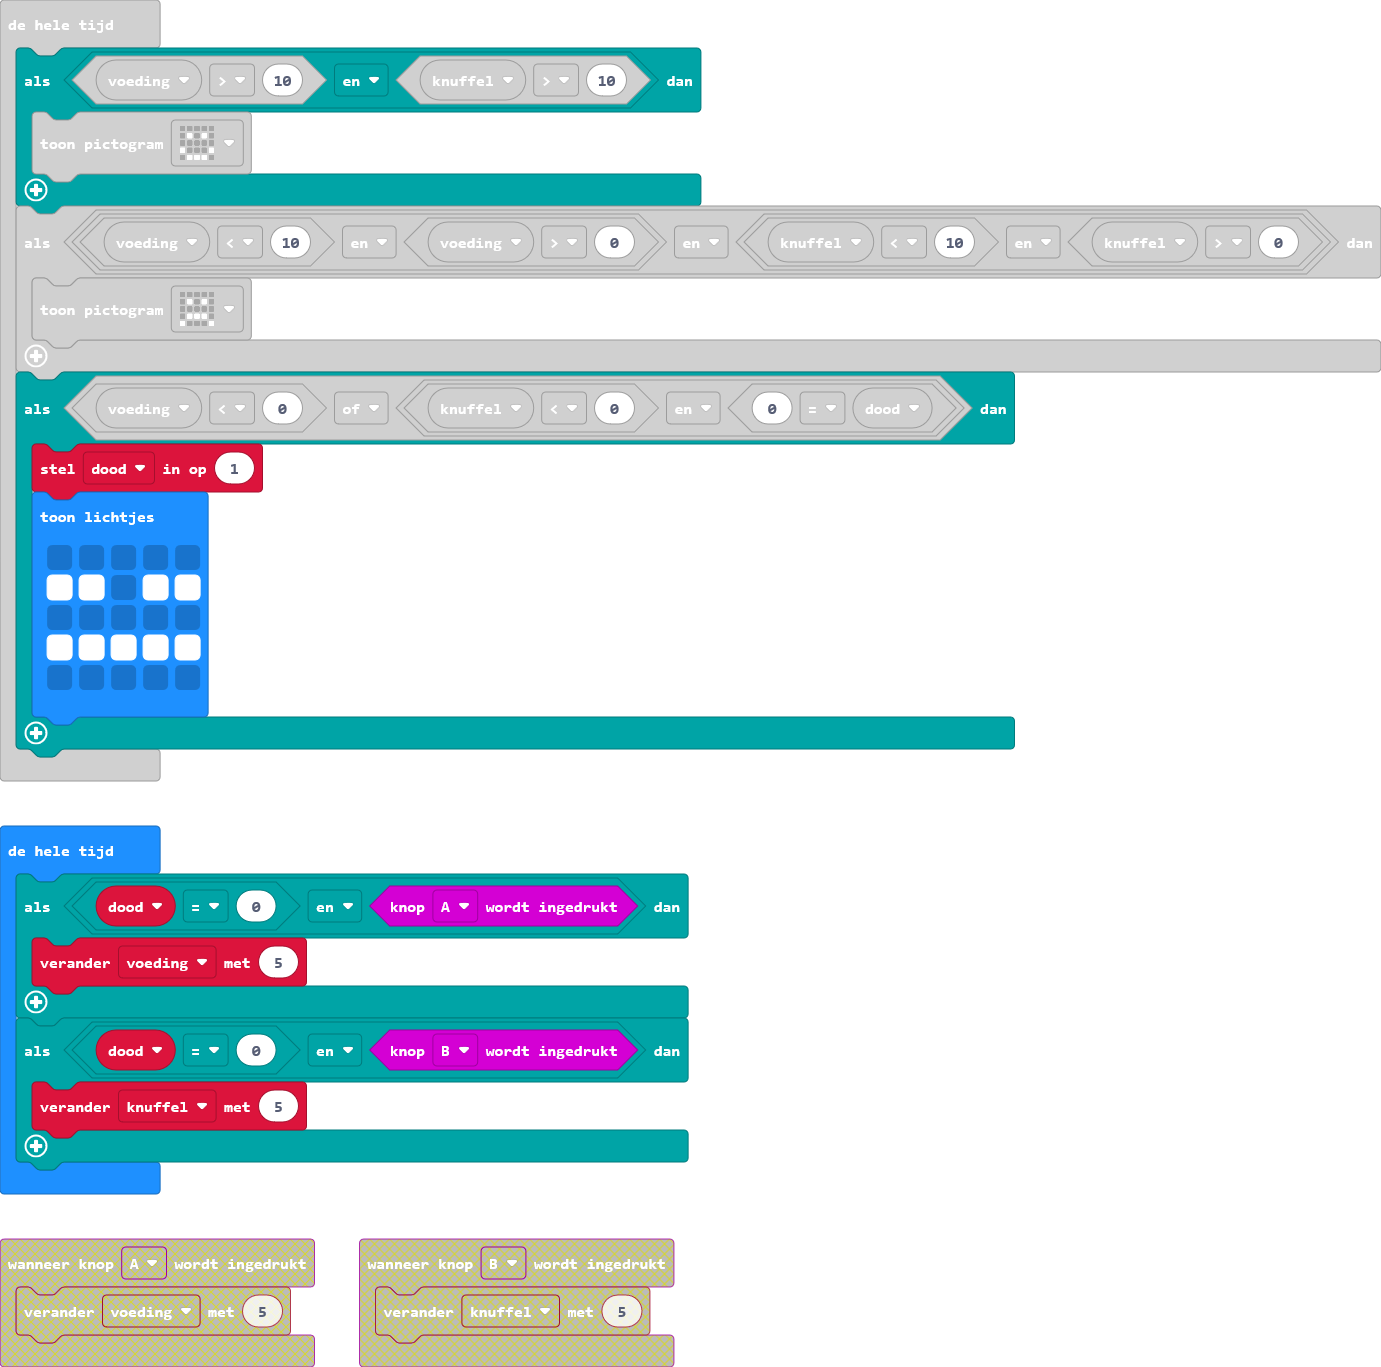 de hele tijd
als voeding > 10 en knuffel > 10 dan
toon pictogram
als voeding < 10 en voeding > 0 en knuffel < 10 en knuffel > 0 dan
toon pictogram
als voeding < 0 of knuffel < 0 en 0 = dood dan
stel dood in op 1
toon lichtjes
de hele tijd
als dood = 0 en knop A wordt ingedrukt dan
verander voeding met 5
als dood = 0 en knop B wordt ingedrukt dan
verander knuffel met 5
wanneer knop A wordt ingedrukt
verander voeding met 5
wanneer knop B wordt ingedrukt
verander knuffel met 5